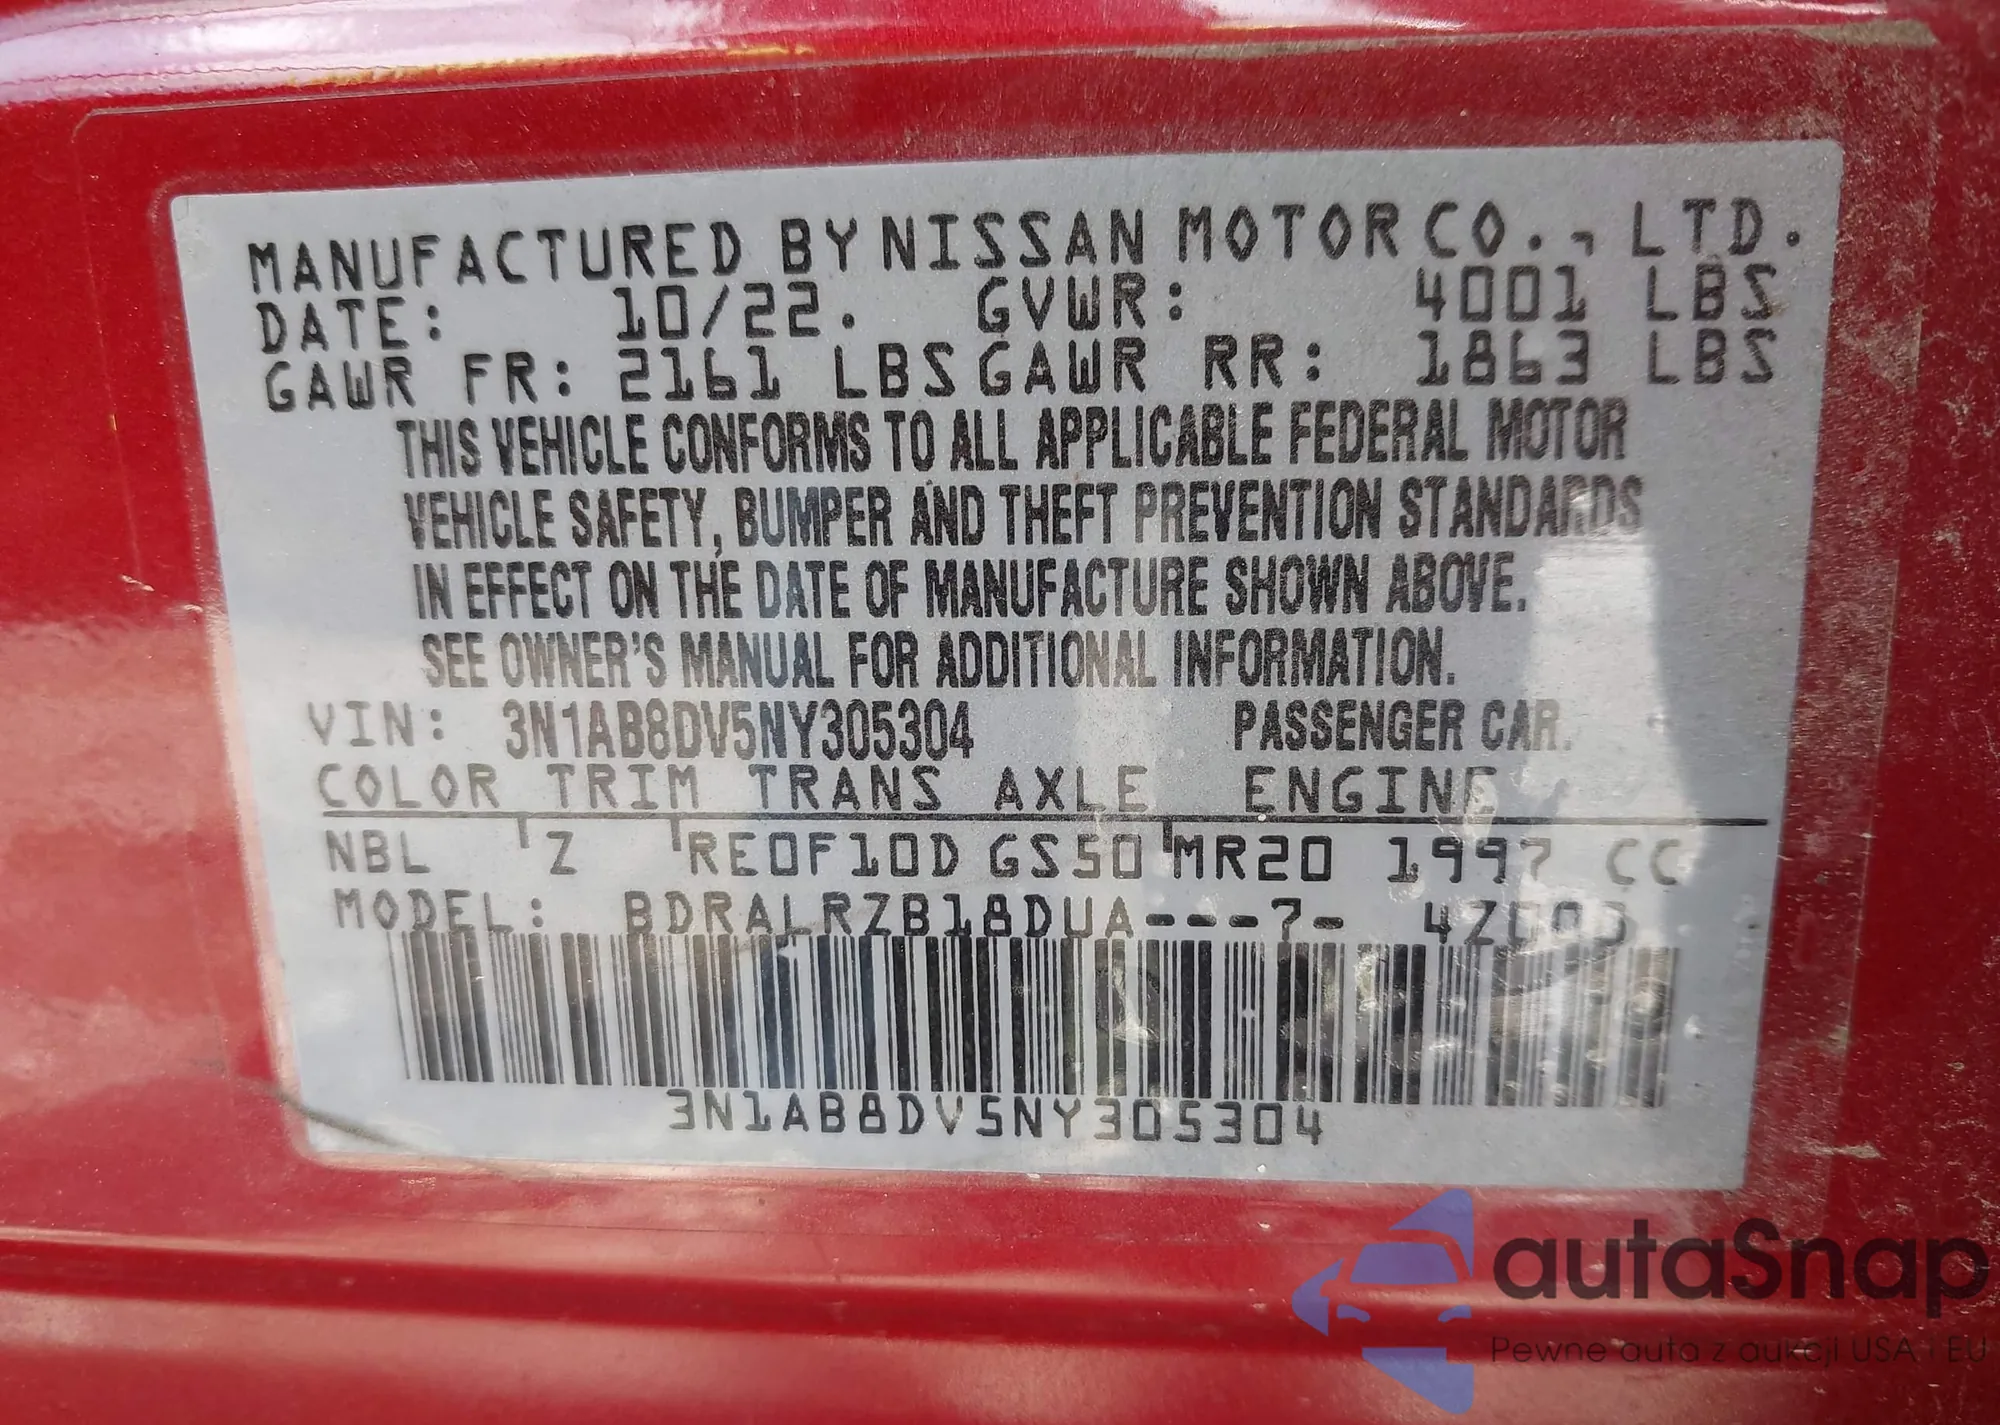 MANUFACTURED BY NISSAN MOTOR CO., LTD.
DATE: 10/22. GVWR: 4001 LBS
GAWR FR: 2161 LBS GAWR RR: 1863 LBS
THIS VEHICLE CONFORMS TO ALL APPLICABLE FEDERAL MOTOR
VEHICLE SAFETY, BUMPER AND THEFT PREVENTION STANDARDS
IN EFFECT ON THE DATE OF MANUFACTURE SHOWN ABOVE.
SEE OWNER'S MANUAL FOR ADDITIONAL INFORMATION.
VIN: 3N1AB8DV5NY305304 PASSENGER CAR.
COLOR TRIM TRANS AXLE ENGINE
NBL Z RE0F10D GS50 MR20 1997 CC
MODEL: BDRALRZB18DUA---7-
3N1AB8DV5NY305304
autaSnap
Pewne auta z aukcji USA i EU